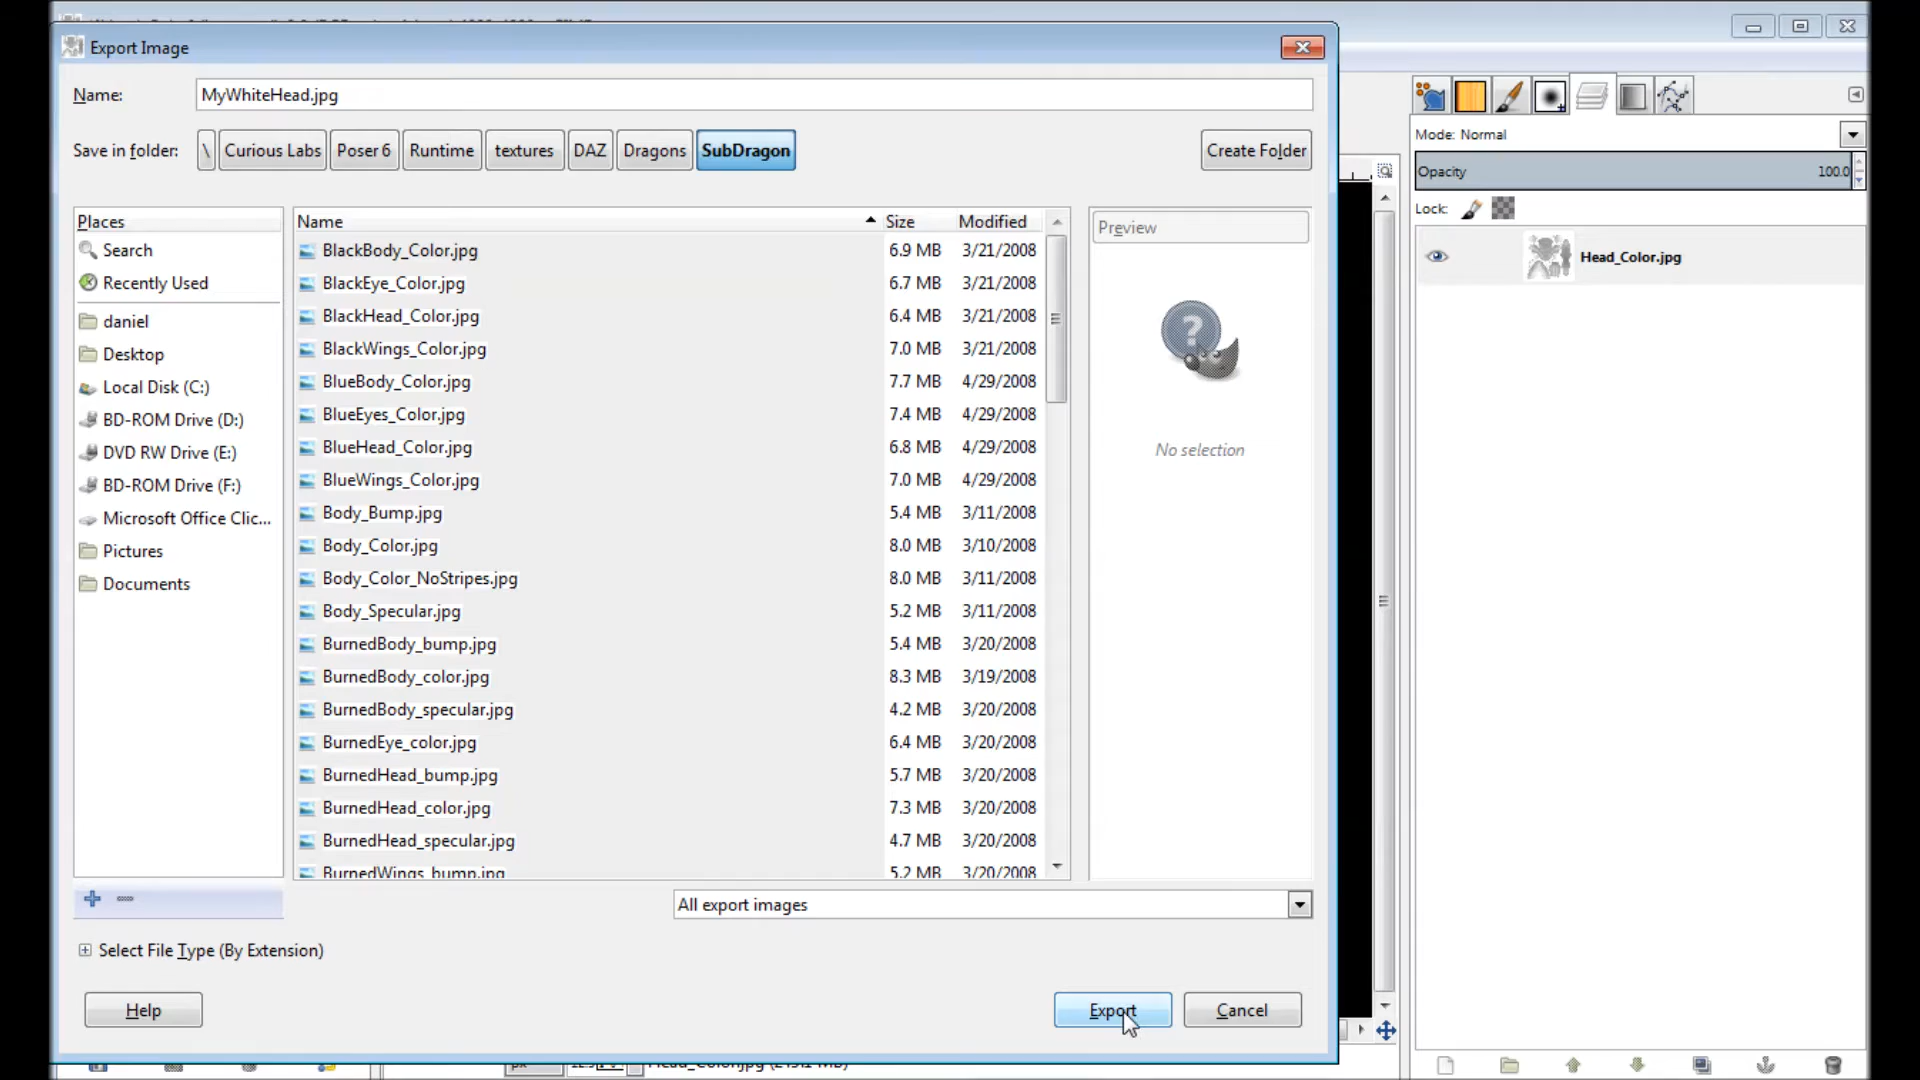 Export Image
Name: MyWhiteHead.jpg
Save in folder: \ Curious Labs Poser 6 Runtime textures DAZ Dragons SubDragon Create Folder
Places
Search
Recently Used
daniel
Desktop
Local Disk (C:)
BD-ROM Drive (D:)
DVD RW Drive (E:)
BD-ROM Drive (F:)
Microsoft Office Clic...
Pictures
Documents
Name Size Modified
BlackBody_Color.jpg 6.9 MB 3/21/2008
BlackEye_Color.jpg 6.7 MB 3/21/2008
BlackHead_Color.jpg 6.4 MB 3/21/2008
BlackWings_Color.jpg 7.0 MB 3/21/2008
BlueBody_Color.jpg 7.7 MB 4/29/2008
BlueEyes_Color.jpg 7.4 MB 4/29/2008
BlueHead_Color.jpg 6.8 MB 4/29/2008
BlueWings_Color.jpg 7.0 MB 4/29/2008
Body_Bump.jpg 5.4 MB 3/11/2008
Body_Color.jpg 8.0 MB 3/10/2008
Body_Color_NoStripes.jpg 8.0 MB 3/11/2008
Body_Specular.jpg 5.2 MB 3/11/2008
BurnedBody_bump.jpg 5.4 MB 3/20/2008
BurnedBody_color.jpg 8.3 MB 3/19/2008
BurnedBody_specular.jpg 4.2 MB 3/20/2008
BurnedEye_color.jpg 6.4 MB 3/20/2008
BurnedHead_bump.jpg 5.7 MB 3/20/2008
BurnedHead_color.jpg 7.3 MB 3/20/2008
BurnedHead_specular.jpg 4.7 MB 3/20/2008
BurnedWings_bump.jpg 5.2 MB 3/20/2008
Preview
No selection
All export images
Select File Type (By Extension)
Help
Export
Cancel
Mode: Normal
Opacity 100.0
Lock:
Head_Color.jpg